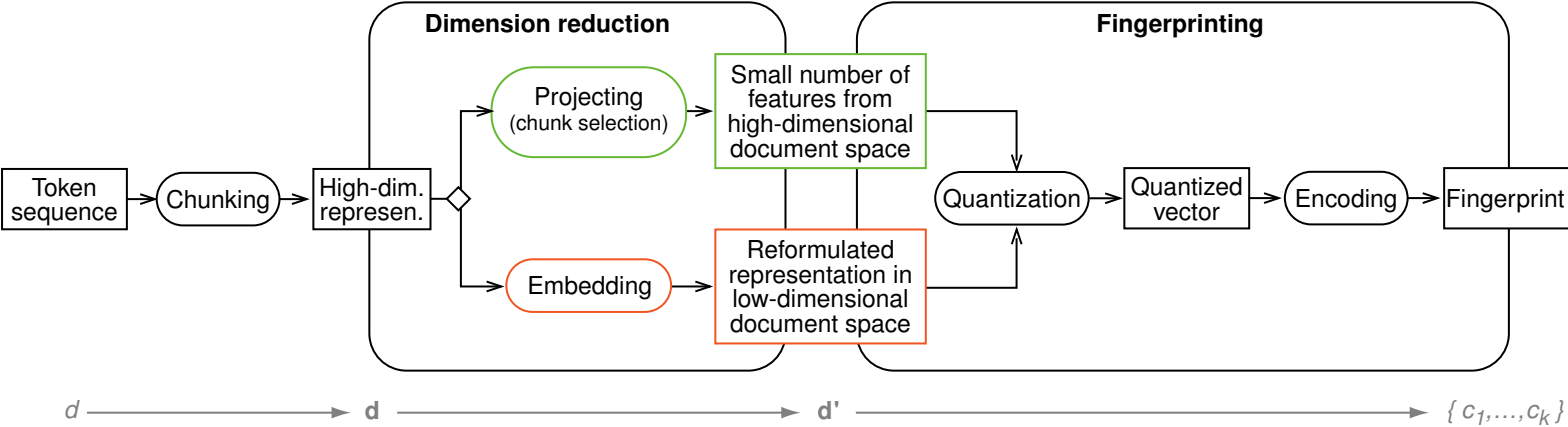 Dimension reduction
Fingerprinting
Token
sequence
Chunking
High-dim.
represen.
Projecting
(chunk selection)
Small number of
features from
high-dimensional
document space
Embedding
Reformulated
representation in
low-dimensional
document space
Quantization
Quantized
vector
Encoding
Fingerprint
d
d
d'
{ c1,...,ck }